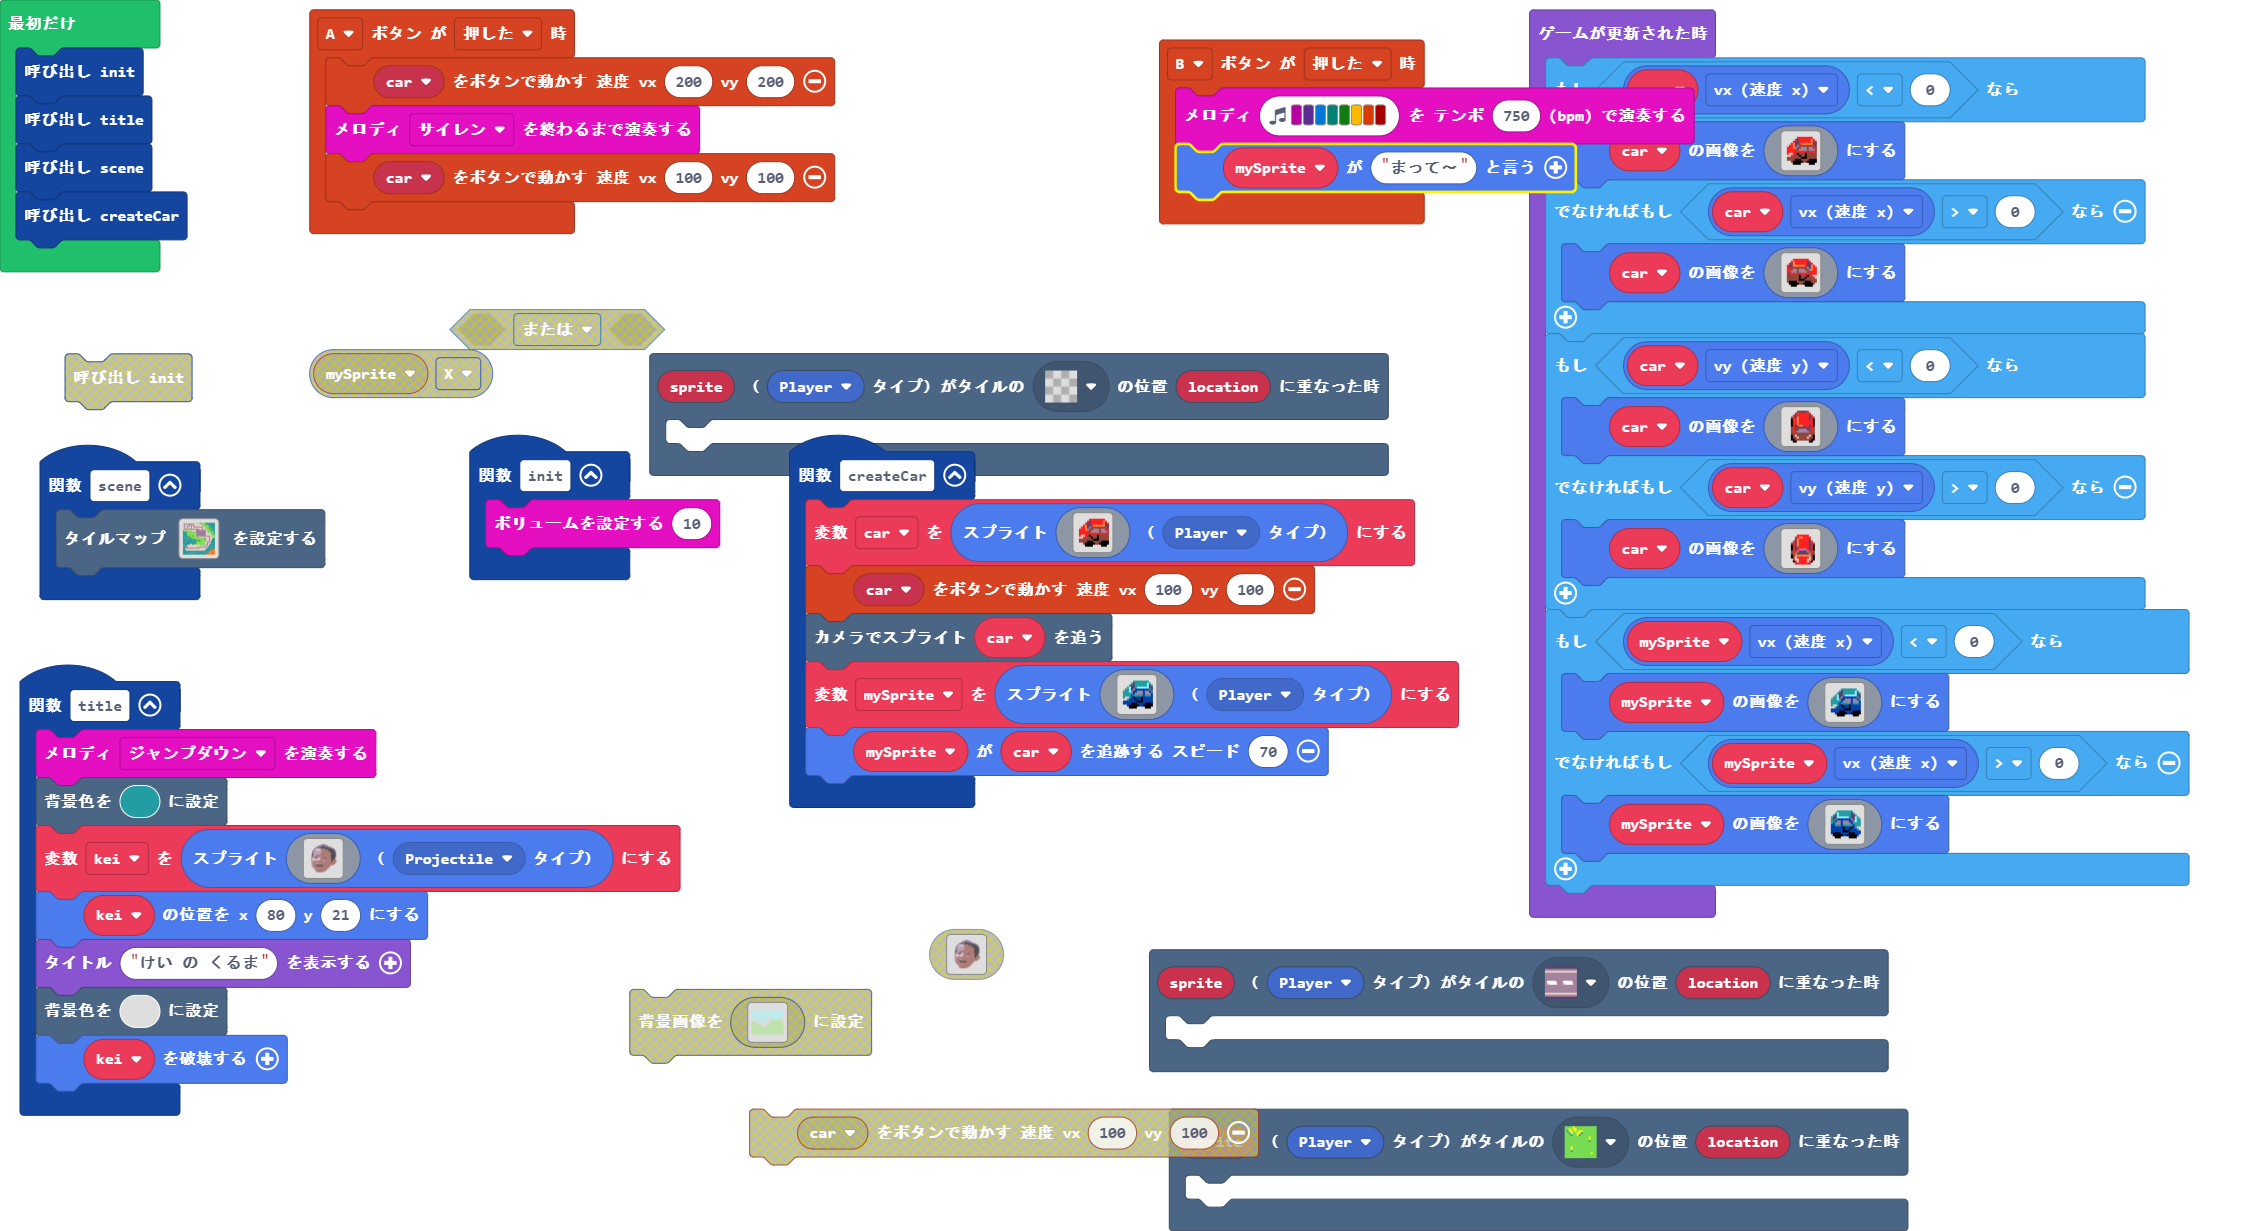 最初だけ
呼び出し init
呼び出し title
呼び出し scene
呼び出し createCar
A ボタン が 押した 時
car をボタンで動かす 速度 vx 200 vy 200
メロディ サイレン を終わるまで演奏する
car をボタンで動かす 速度 vx 100 vy 100
B ボタン が 押した 時
メロディ を テンポ 750 (bpm) で演奏する
mySprite が "まって〜" と言う
ゲームが更新された時
vx (速度 x) < 0 なら
car の画像を にする
でなければもし car vx (速度 x) > 0 なら
car の画像を にする
もし car vy (速度 y) < 0 なら
car の画像を にする
でなければもし car vy (速度 y) > 0 なら
car の画像を にする
もし mySprite vx (速度 x) < 0 なら
mySprite の画像を にする
でなければもし mySprite vx (速度 x) > 0 なら
mySprite の画像を にする
または
呼び出し init
mySprite X
sprite ( Player タイプ) がタイルの の位置 location に重なった時
関数 scene
タイルマップ を設定する
関数 init
ボリュームを設定する 10
関数 createCar
変数 car を スプライト ( Player タイプ) にする
car をボタンで動かす 速度 vx 100 vy 100
カメラでスプライト car を追う
変数 mySprite を スプライト ( Player タイプ) にする
mySprite が car を追跡する スピード 70
関数 title
メロディ ジャンプダウン を演奏する
背景色を に設定
変数 kei を スプライト ( Projectile タイプ) にする
kei の位置を x 80 y 21 にする
タイトル "けい の くるま" を表示する
背景色を に設定
kei を破壊する
背景画像を に設定
sprite ( Player タイプ) がタイルの の位置 location に重なった時
car をボタンで動かす 速度 vx 100 vy 100
( Player タイプ) がタイルの の位置 location に重なった時